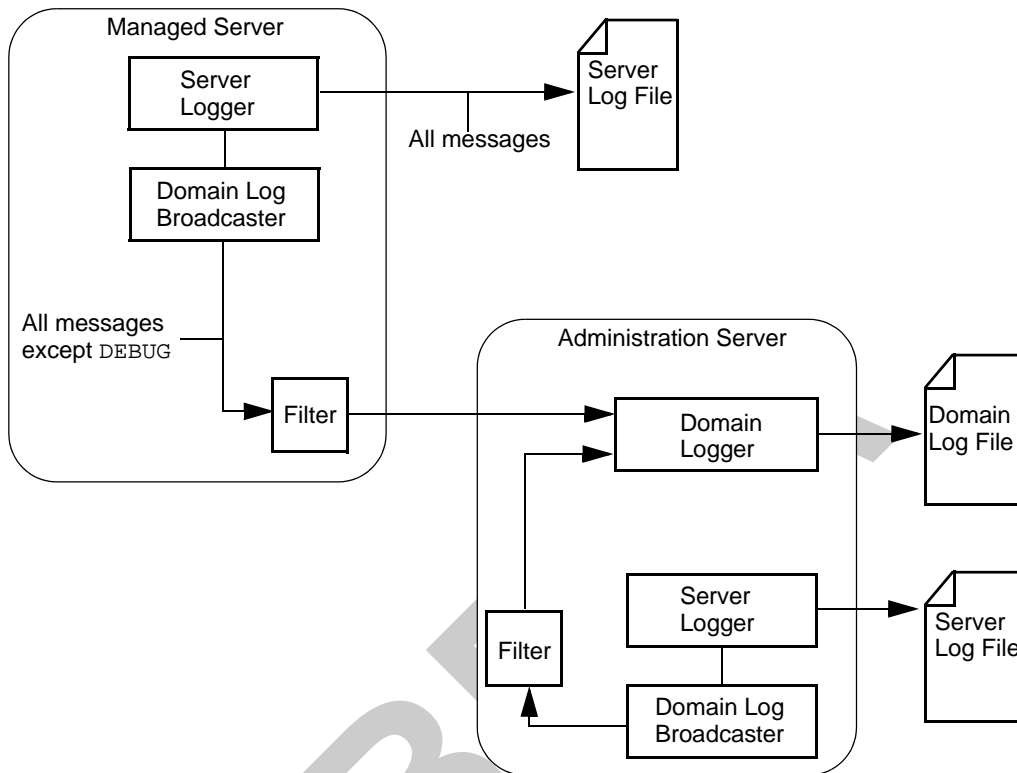 Managed Server
Server
Logger
Server
Log File
All messages
Domain Log
Broadcaster
All messages
except DEBUG
Filter
Administration Server
Domain
Logger
Domain
Log File
Server
Logger
Server
Log File
Filter
Domain Log
Broadcaster